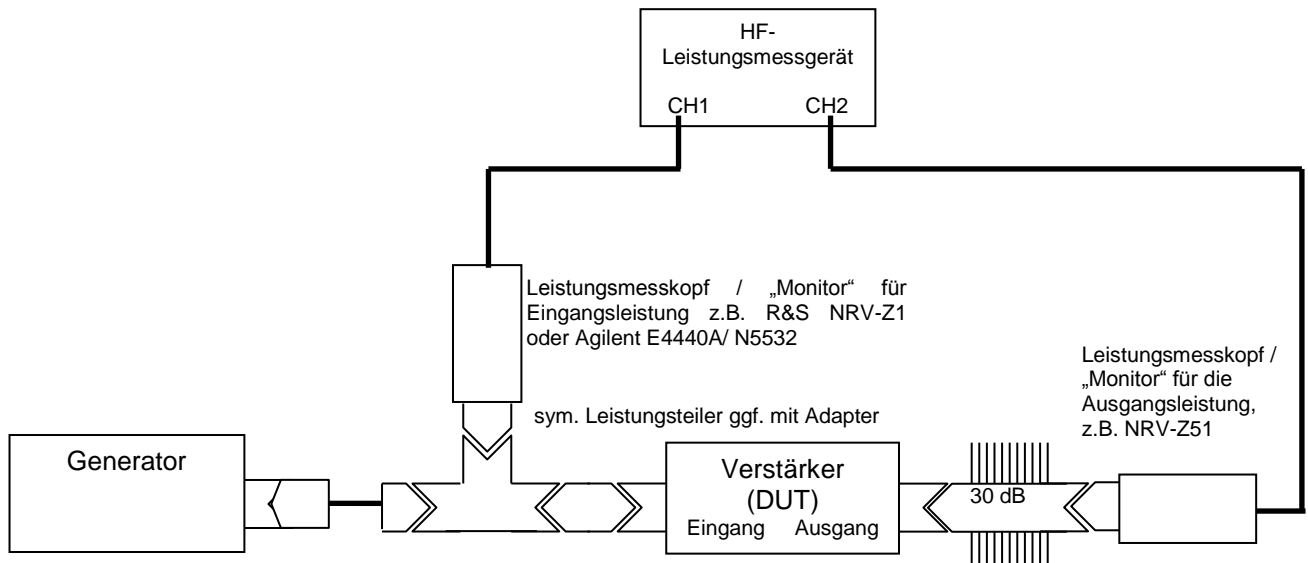 HF-
Leistungsmessgerät
CH1 CH2
Leistungsmesskopf / „Monitor“ für
Eingangsleistung z.B. R&S NRV-Z1
oder Agilent E4440A/ N5532
Leistungsmesskopf /
„Monitor“ für die
Ausgangsleistung,
z.B. NRV-Z51
sym. Leistungsteiler ggf. mit Adapter
Generator
Verstärker
(DUT)
Eingang Ausgang
30 dB